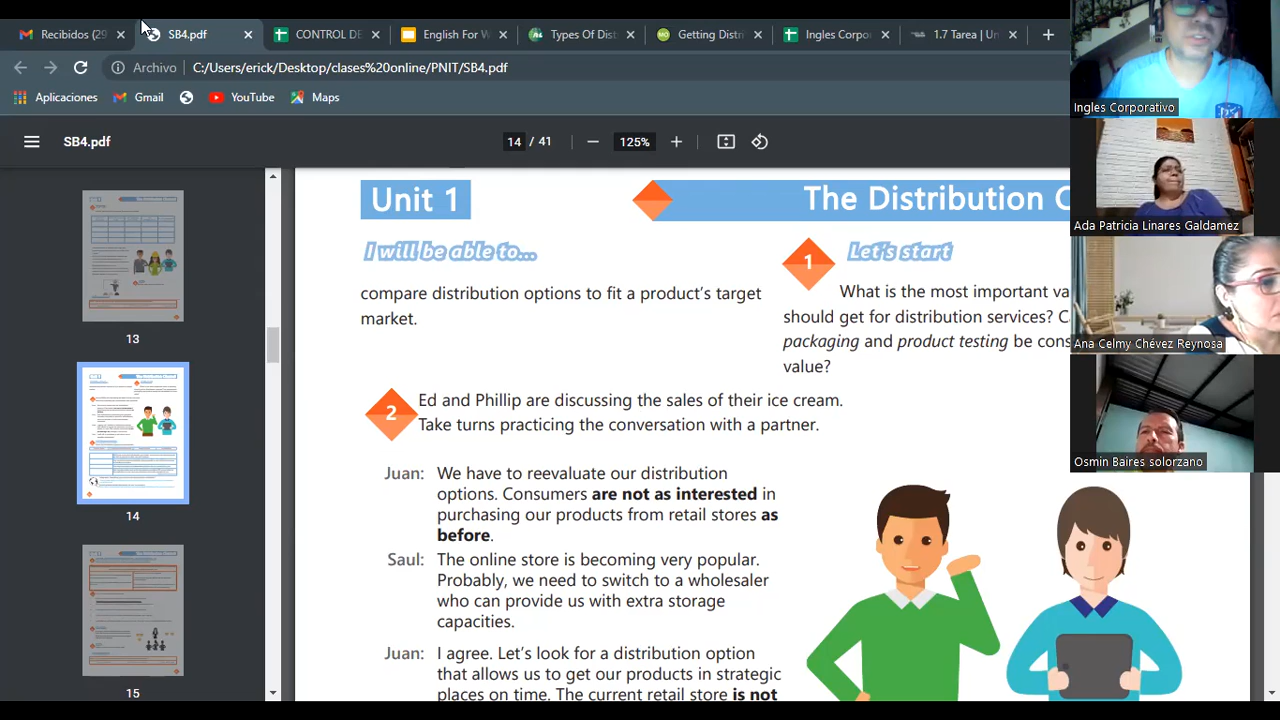 Recibidos (29
SB4.pdf
CONTROL DE
English For W
Types Of Dist
Getting Distri
Ingles Corpo
1.7 Tarea | Un
Archivo
C:/Users/erick/Desktop/clases%20online/PNIT/SB4.pdf
Aplicaciones
Gmail
YouTube
Maps
SB4.pdf
14 / 41
125%
13
14
15
Unit 1
The Distribution C
I will be able to...
compare distribution options to fit a product's target
market.
1
Let's start
What is the most important va
should get for distribution services? C
packaging and product testing be cons
value?
2
Ed and Phillip are discussing the sales of their ice cream.
Take turns practicing the conversation with a partner.
Juan: We have to reevaluate our distribution
options. Consumers are not as interested in
purchasing our products from retail stores as
before.
Saul: The online store is becoming very popular.
Probably, we need to switch to a wholesaler
who can provide us with extra storage
capacities.
Juan: I agree. Let's look for a distribution option
that allows us to get our products in strategic
places on time. The current retail store is not
Ingles Corporativo
Ada Patricia Linares Galdamez
Ana Celmy Chévez Reynosa
Osmin Baires solorzano